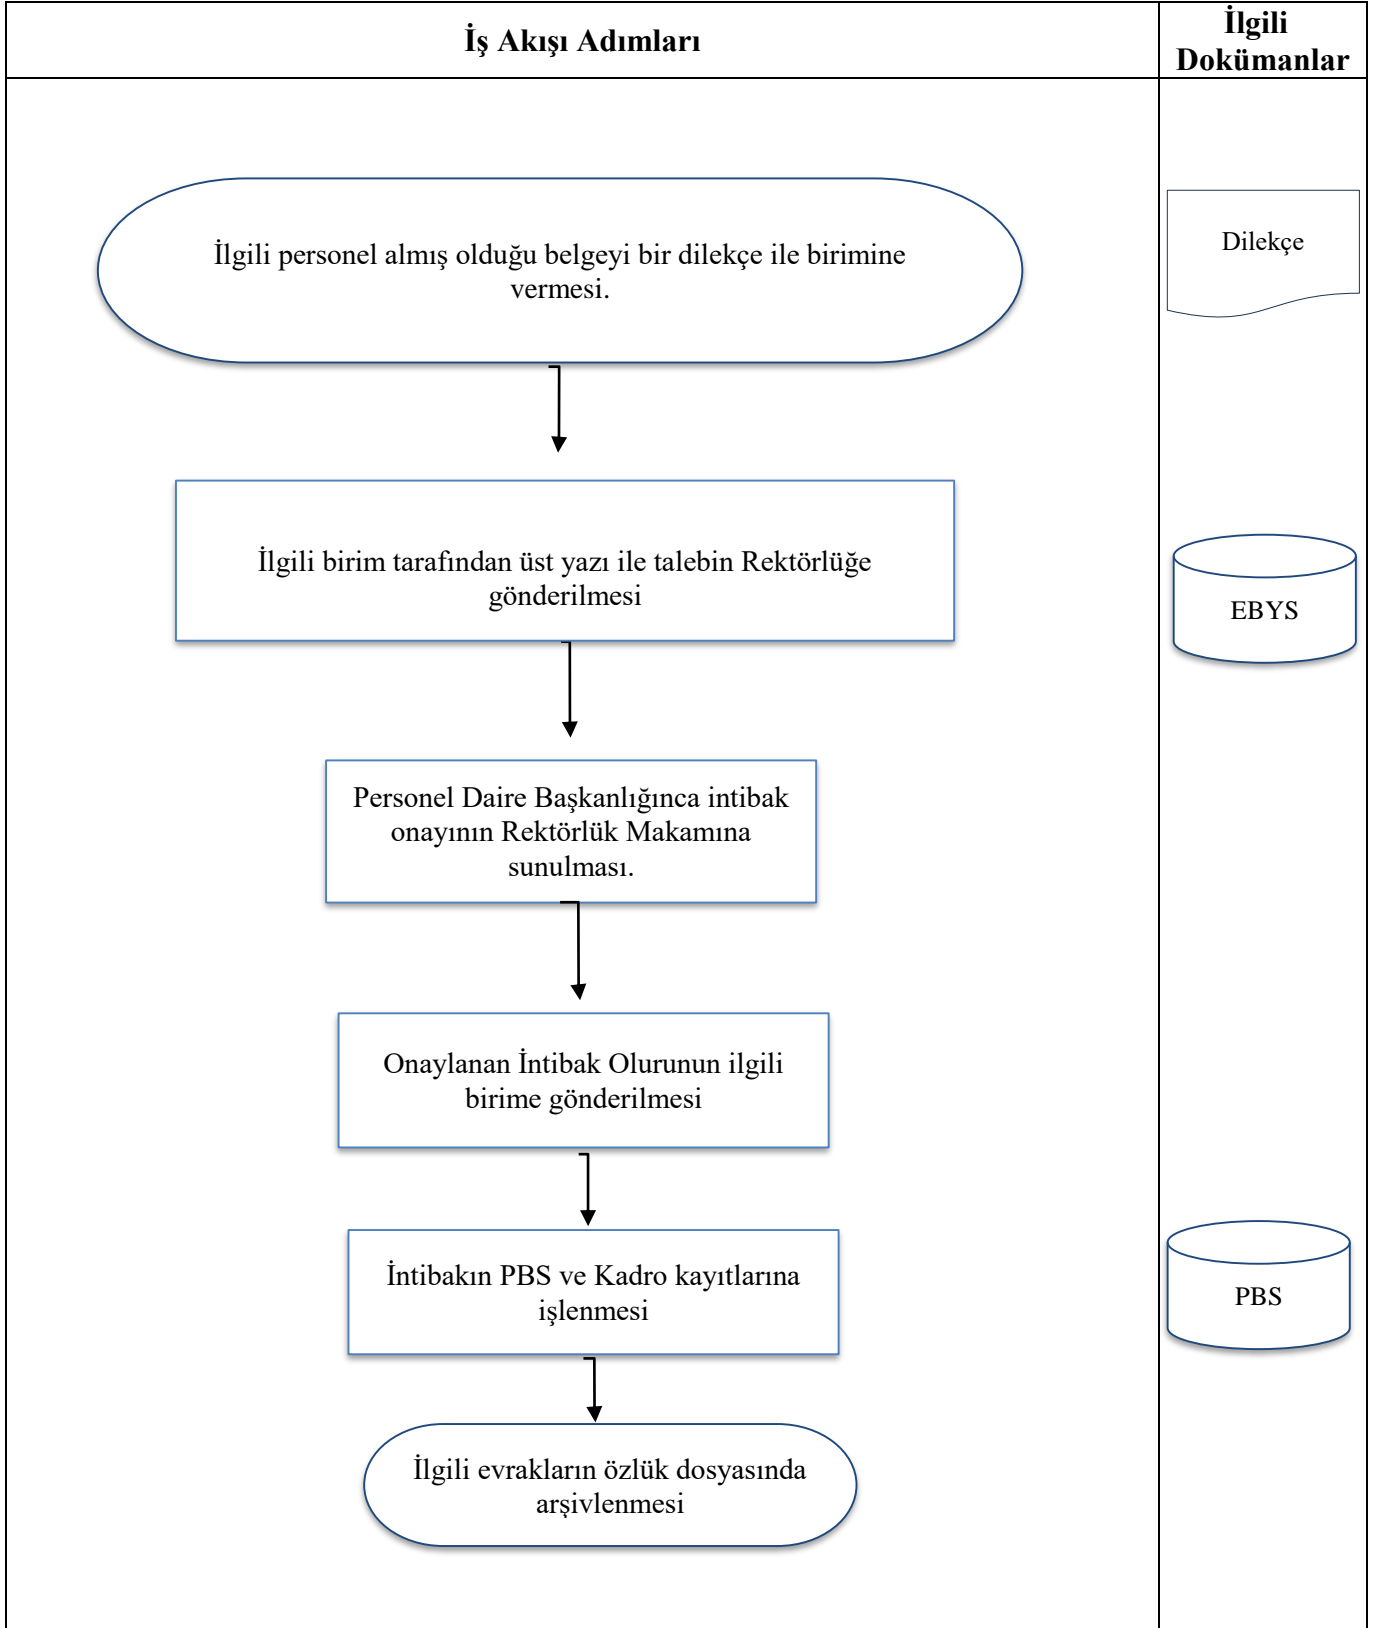 İş Akışı Adımları
İlgili
Dokümanlar
İlgili personel almış olduğu belgeyi bir dilekçe ile birimine
vermesi.
Dilekçe
İlgili birim tarafından üst yazı ile talebin Rektörlüğe
gönderilmesi
EBYS
Personel Daire Başkanlığınca intibak
onayının Rektörlük Makamına
sunulması.
Onaylanan İntibak Olurunun ilgili
birime gönderilmesi
İntibakın PBS ve Kadro kayıtlarına
işlenmesi
PBS
İlgili evrakların özlük dosyasında
arşivlenmesi